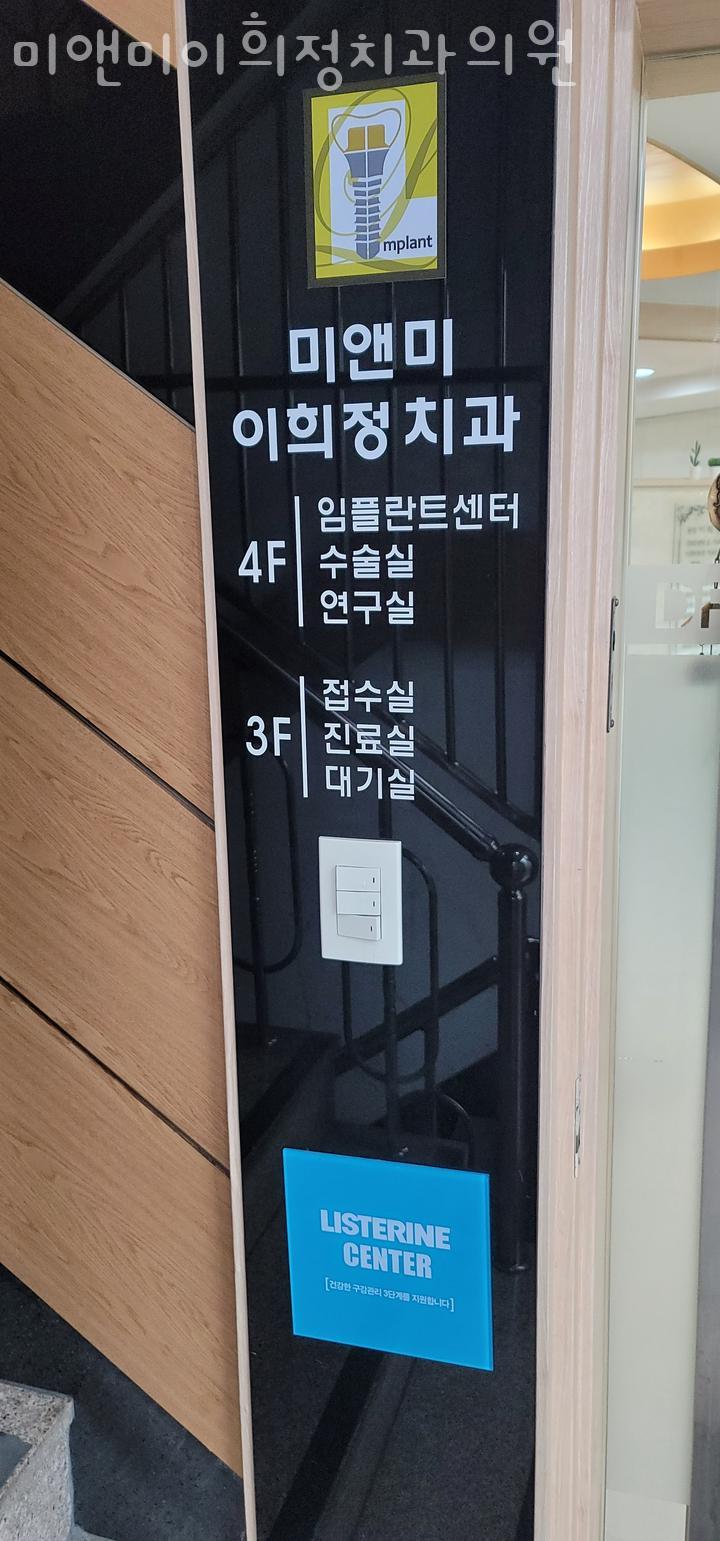 미앤미이희정치과의원
mplant
미앤미
이희정치과
4F
임플란트센터
수술실
연구실
3F
접수실
진료실
대기실
LISTERINE
CENTER
[건강한 구강관리 3단계를 지원합니다]